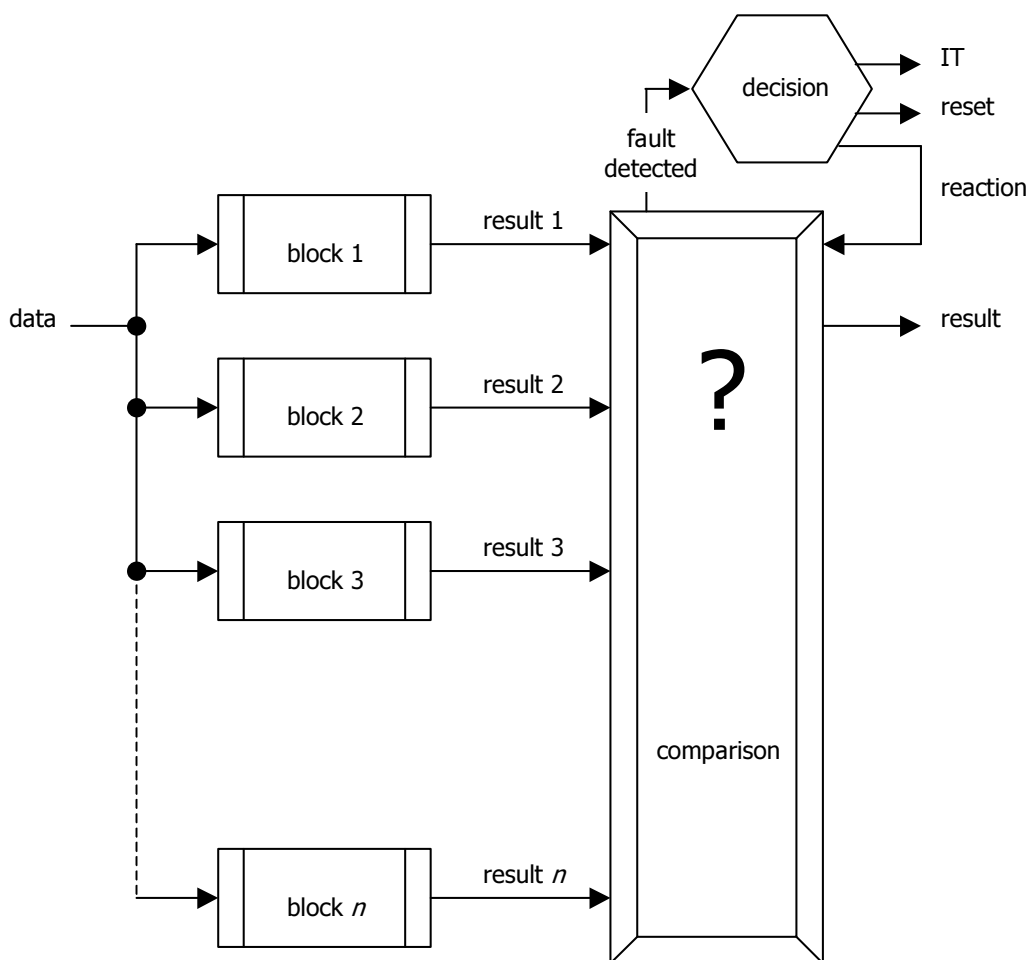 IT
decision
reset
fault
detected
reaction
result 1
block 1
data
result
result 2
?
block 2
result 3
block 3
comparison
result n
block n